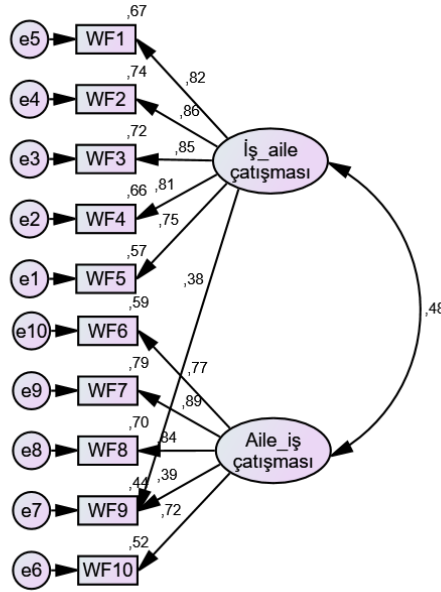 ,67
e5 WF1
,82
,74
e4 WF2
,86
,72
e3 WF3
,85
İş_aile
çatışması
,66
,81
e2 WF4
,75
,57
e1 WF5
,38
,59
e10 WF6
,48
,79
,77
e9 WF7
,89
,70
e8 WF8
,84
Aile_iş
çatışması
,44
,39
e7 WF9
,72
,52
e6 WF10